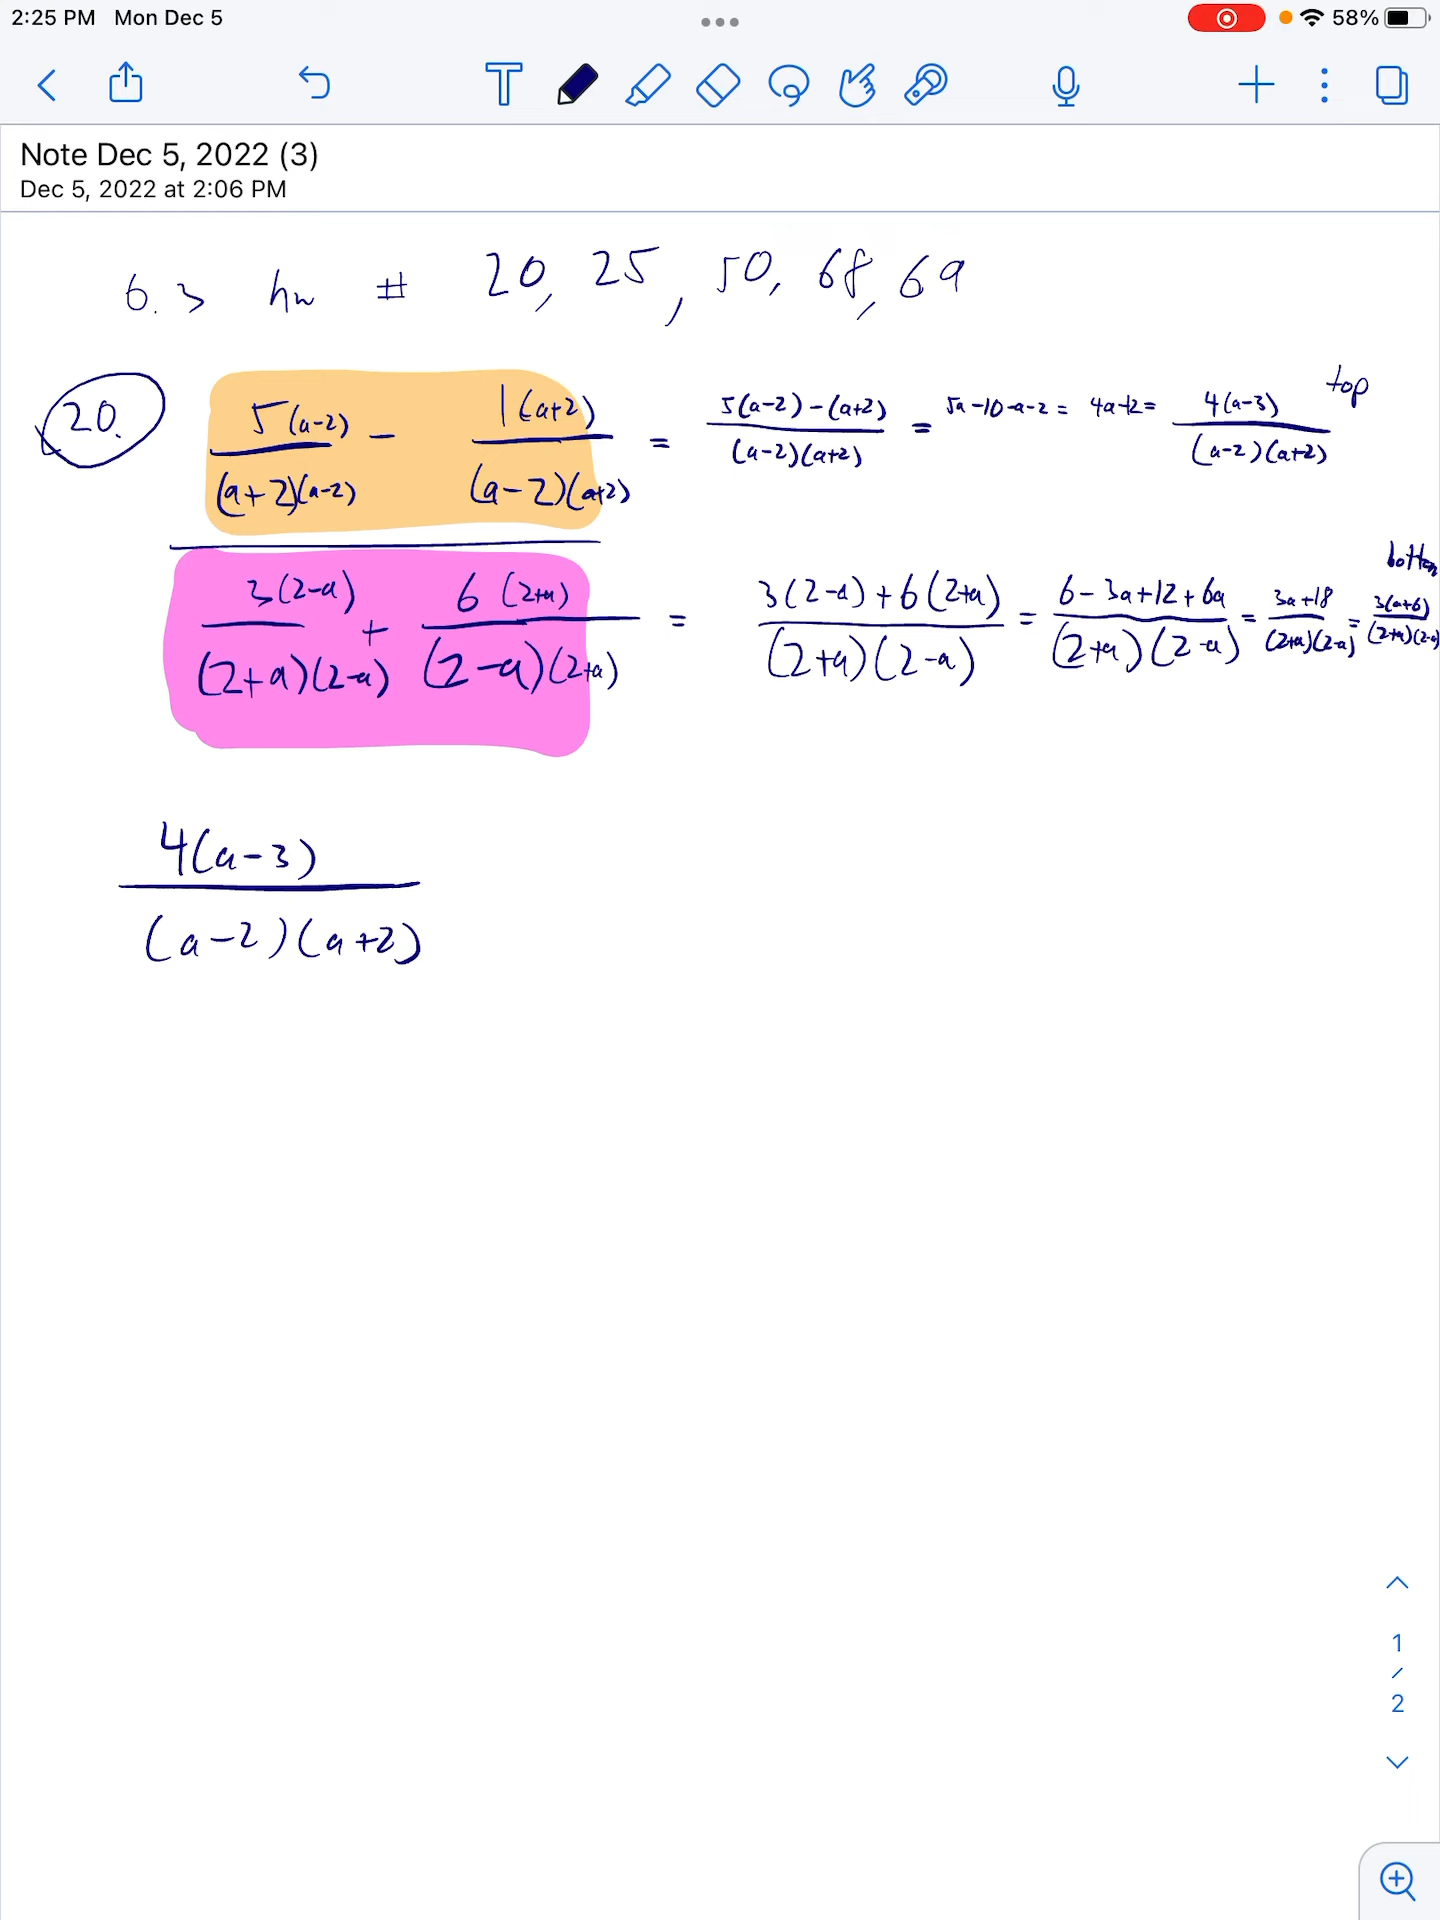 2:25 PM Mon Dec 5 58%
T
Note Dec 5, 2022 (3)
Dec 5, 2022 at 2:06 PM
6.3 hw # 20, 25, 50, 68, 69
top
20. 5(a-2) − 1(a+2) = 5(a-2)-(a+2) = 5a-10-a-2 = 4a-12 = 4(a-3)
(a+2)(a-2) (a-2)(a+2) (a-2)(a+2) (a-2)(a+2)
bottom
3(2-a) + 6(2+a) = 3(2-a)+6(2+a) = 6-3a+12+6a = 3a+18 = 3(a+6)
(2+a)(2-a) (2-a)(2+a) (2+a)(2-a) (2+a)(2-a) (2+a)(2-a) (2+a)(2-a)
4(a-3)
(a-2)(a+2)
1
/
2